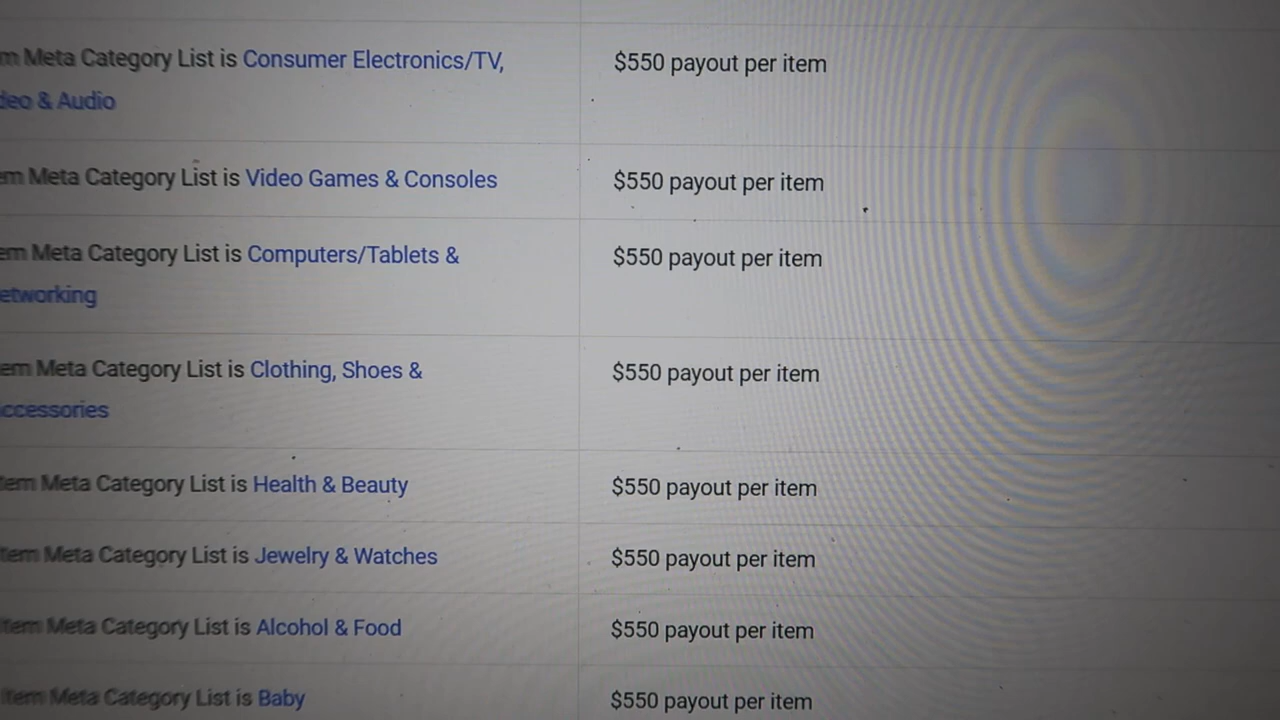 m Meta Category List is Consumer Electronics/TV, $550 payout per item
deo & Audio
em Meta Category List is Video Games & Consoles $550 payout per item
em Meta Category List is Computers/Tablets & $550 payout per item
etworking
em Meta Category List is Clothing, Shoes & $550 payout per item
ccessories
tem Meta Category List is Health & Beauty $550 payout per item
tem Meta Category List is Jewelry & Watches $550 payout per item
Item Meta Category List is Alcohol & Food $550 payout per item
Item Meta Category List is Baby $550 payout per item